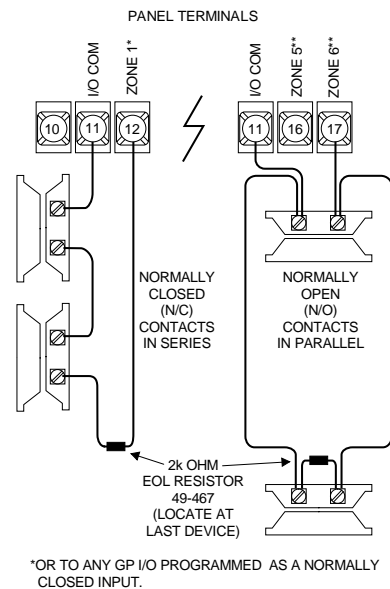 PANEL TERMINALS
I/O COM
ZONE 1*
I/O COM
ZONE 5**
ZONE 6**
10
11
12
11
16
17
NORMALLY
CLOSED
(N/C)
CONTACTS
IN SERIES
NORMALLY
OPEN
(N/O)
CONTACTS
IN PARALLEL
2k OHM
EOL RESISTOR
49-467
(LOCATE AT
LAST DEVICE)
*OR TO ANY GP I/O PROGRAMMED AS A NORMALLY
CLOSED INPUT.